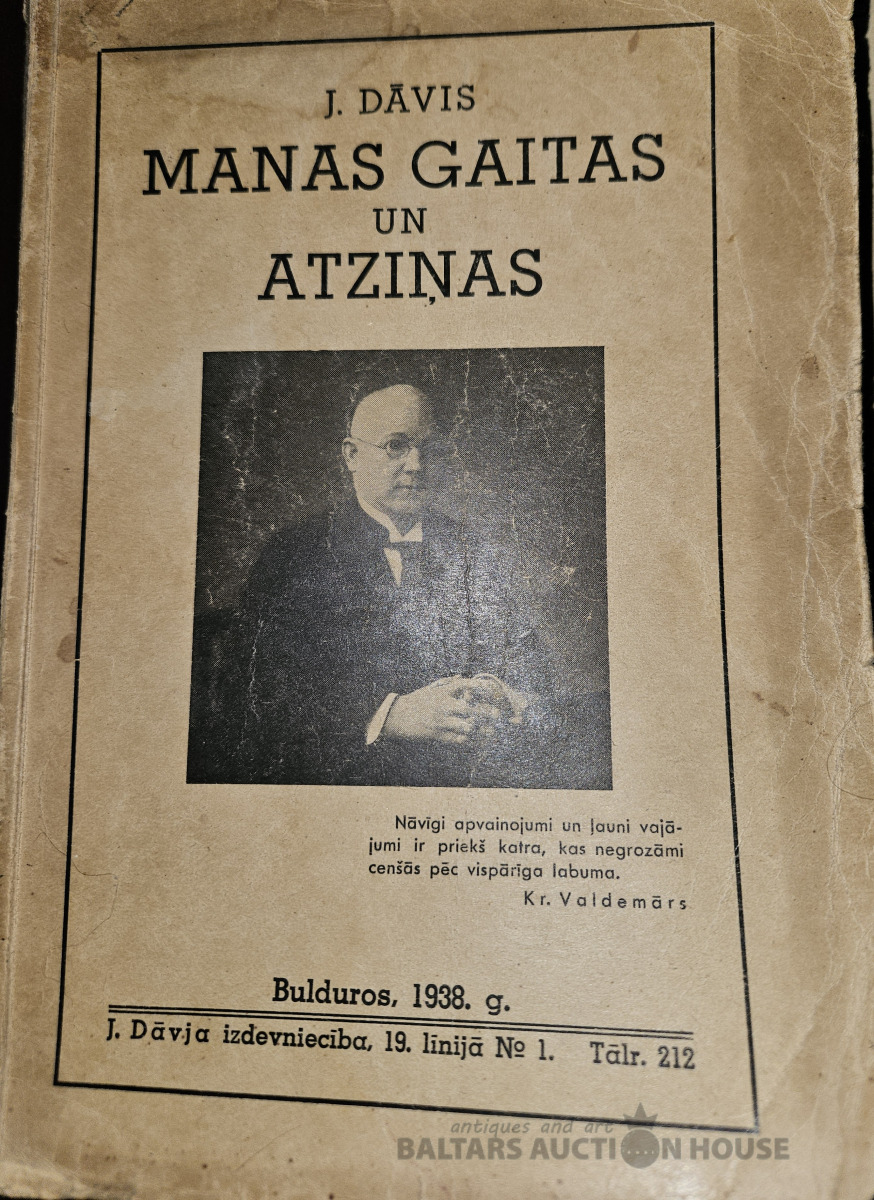 J. DĀVIS
MANAS GAITAS
UN
ATZIŅAS
Nāvīgi apvainojumi un ļauni vajā-
jumi ir priekš katra, kas negrozāmi
cenšās pēc vispārīga labuma.
Kr. Valdemārs
Bulduros, 1938. g.
J. Dāvja izdevniecība, 19. līnijā № 1. Tālr. 212
antiques and art
BALTARS AUCTION HOUSE